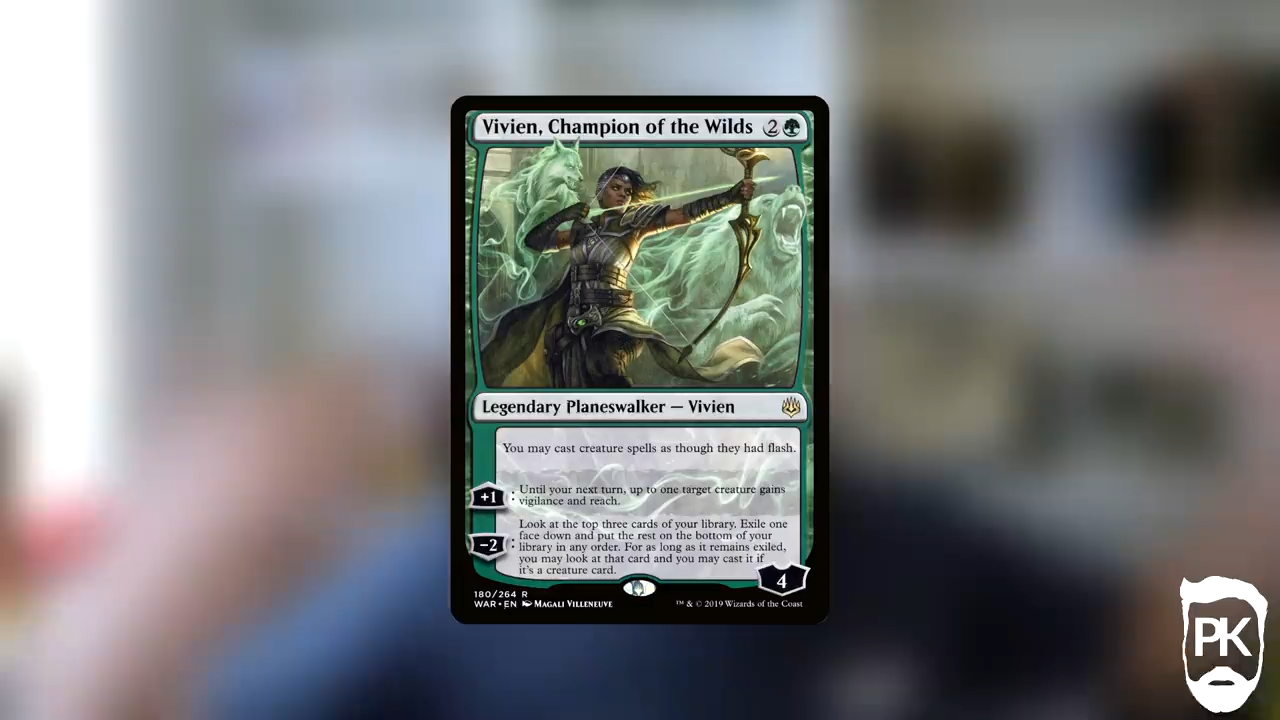 Vivien, Champion of the Wilds 2
Legendary Planeswalker — Vivien
You may cast creature spells as though they had flash.
+1 : Until your next turn, up to one target creature gains
vigilance and reach.
−2 : Look at the top three cards of your library. Exile one
face down and put the rest on the bottom of your
library in any order. For as long as it remains exiled,
you may look at that card and you may cast it if
it's a creature card.
4
180/264 R
WAR • EN Magali Villeneuve
™ & © 2019 Wizards of the Coast
PK